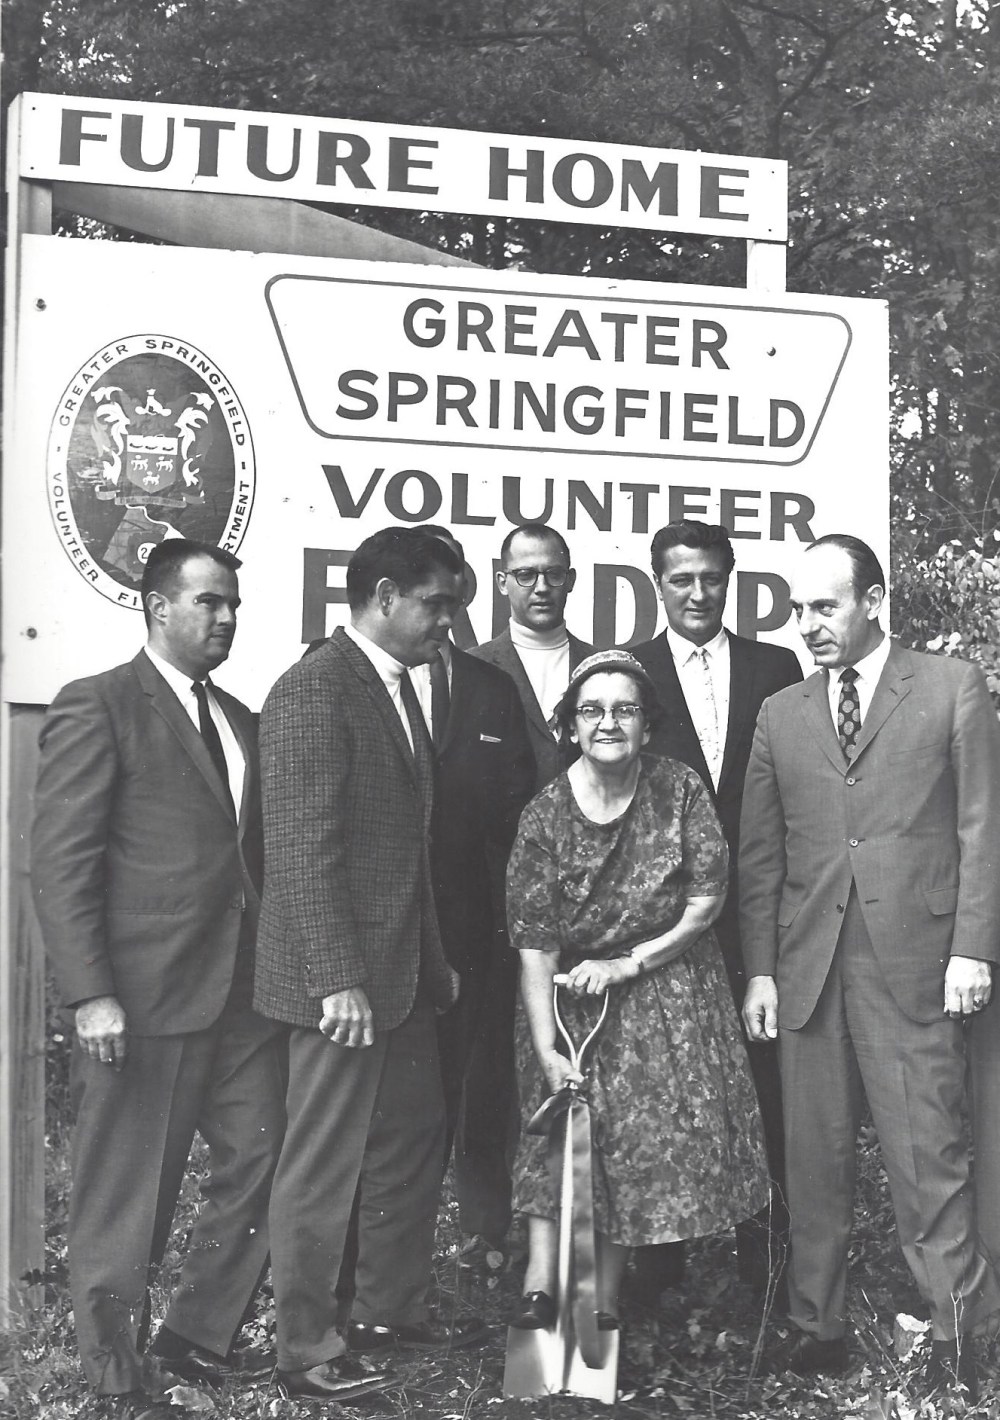 FUTURE HOME
GREATER
SPRINGFIELD
VOLUNTEER
GREATER SPRINGFIELD
VOLUNTEER